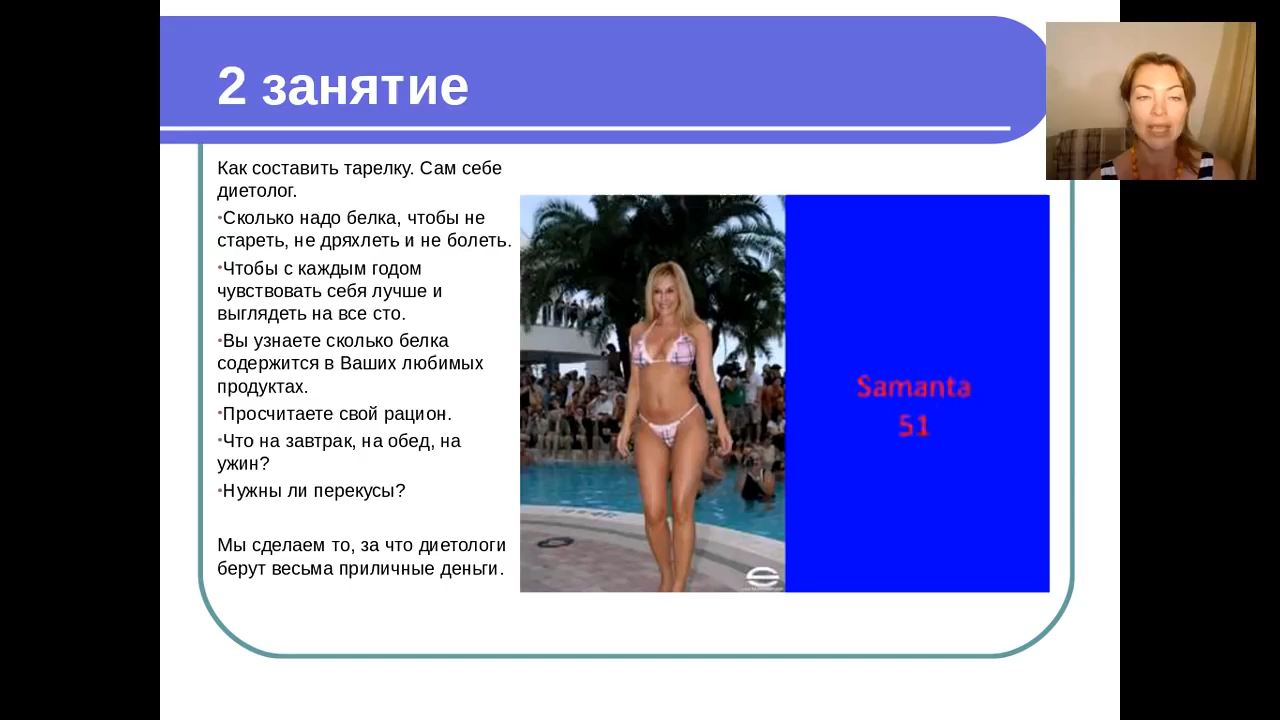 2 занятие
Как составить тарелку. Сам себе
диетолог.
•Сколько надо белка, чтобы не
стареть, не дряхлеть и не болеть.
•Чтобы с каждым годом
чувствовать себя лучше и
выглядеть на все сто.
•Вы узнаете сколько белка
содержится в Ваших любимых
продуктах.
•Просчитаете свой рацион.
•Что на завтрак, на обед, на
ужин?
•Нужны ли перекусы?
Мы сделаем то, за что диетологи
берут весьма приличные деньги.
Samanta
51